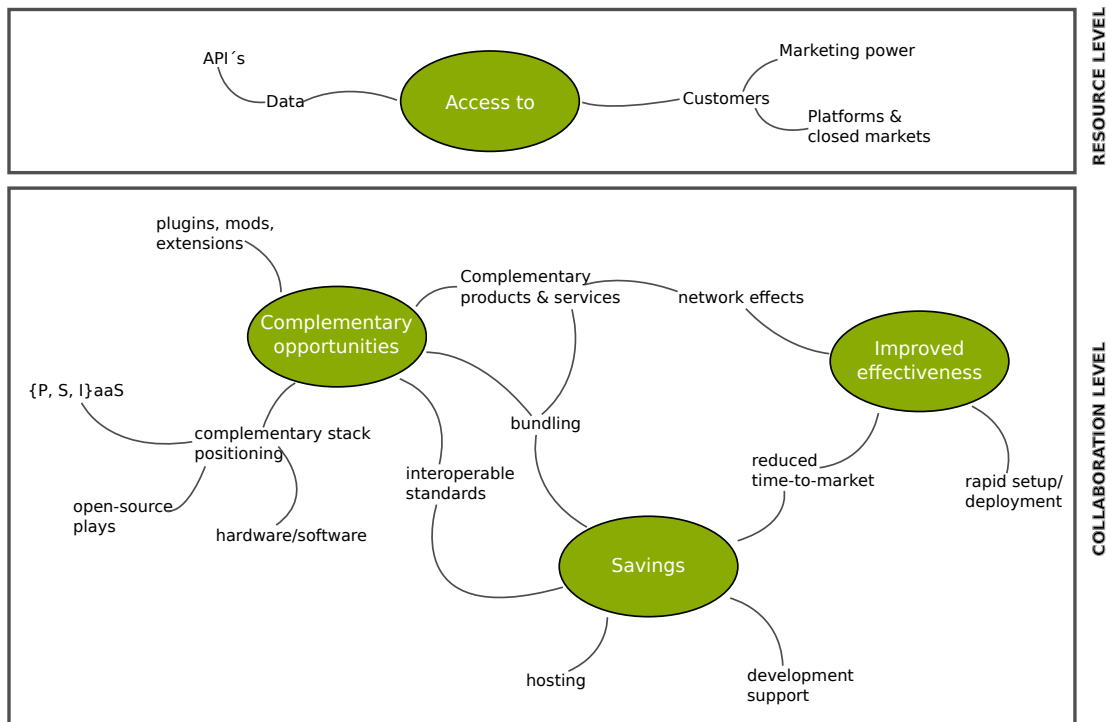 API´s
Data
Access to
Customers
Marketing power
Platforms &
closed markets
RESOURCE LEVEL
plugins, mods,
extensions
Complementary
opportunities
Complementary
products & services
network effects
Improved
effectiveness
{P, S, I}aaS
complementary stack
positioning
open-source
plays
hardware/software
interoperable
standards
bundling
reduced
time-to-market
rapid setup/
deployment
Savings
hosting
development
support
COLLABORATION LEVEL